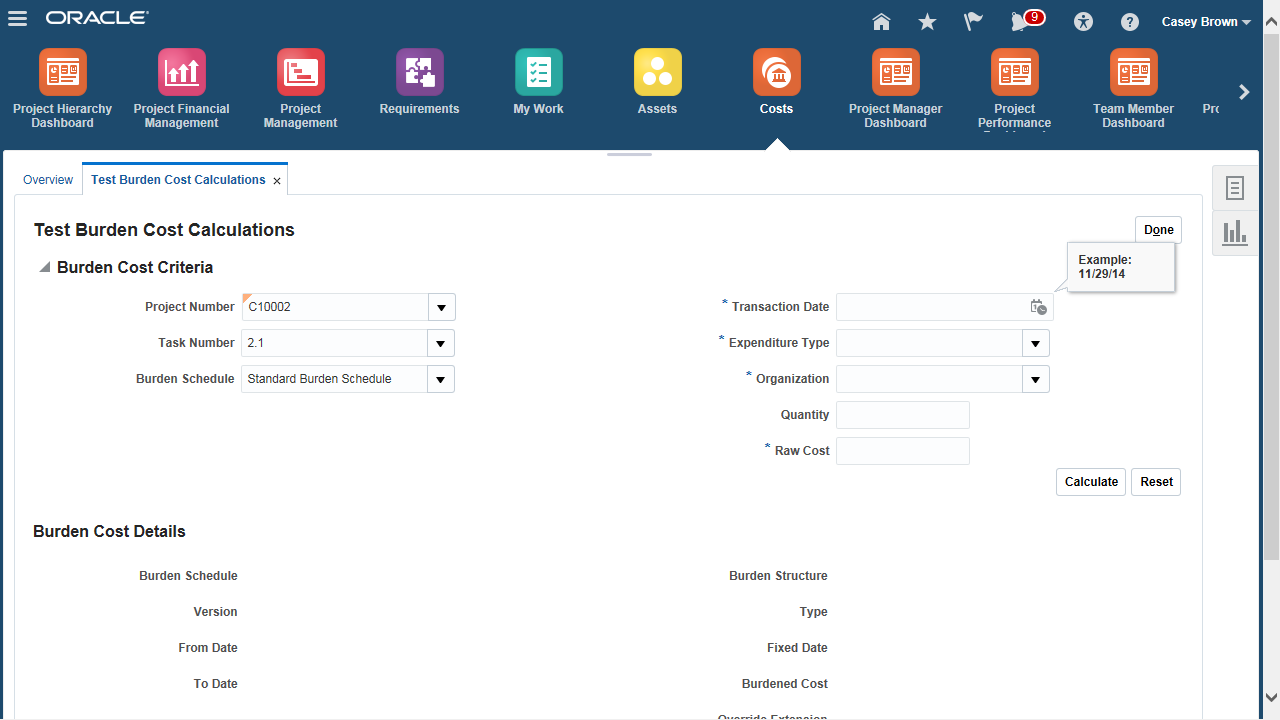 ORACLE
9
Casey Brown
Project Hierarchy
Dashboard
Project Financial
Management
Project
Management
Requirements
My Work
Assets
Costs
Project Manager
Dashboard
Project
Performance
Team Member
Dashboard
Overview
Test Burden Cost Calculations
Test Burden Cost Calculations
Done
Example:
11/29/14
Burden Cost Criteria
Project Number C10002
* Transaction Date
Task Number 2.1
* Expenditure Type
Burden Schedule Standard Burden Schedule
* Organization
Quantity
* Raw Cost
Calculate Reset
Burden Cost Details
Burden Schedule
Burden Structure
Version
Type
From Date
Fixed Date
To Date
Burdened Cost
Override Extension